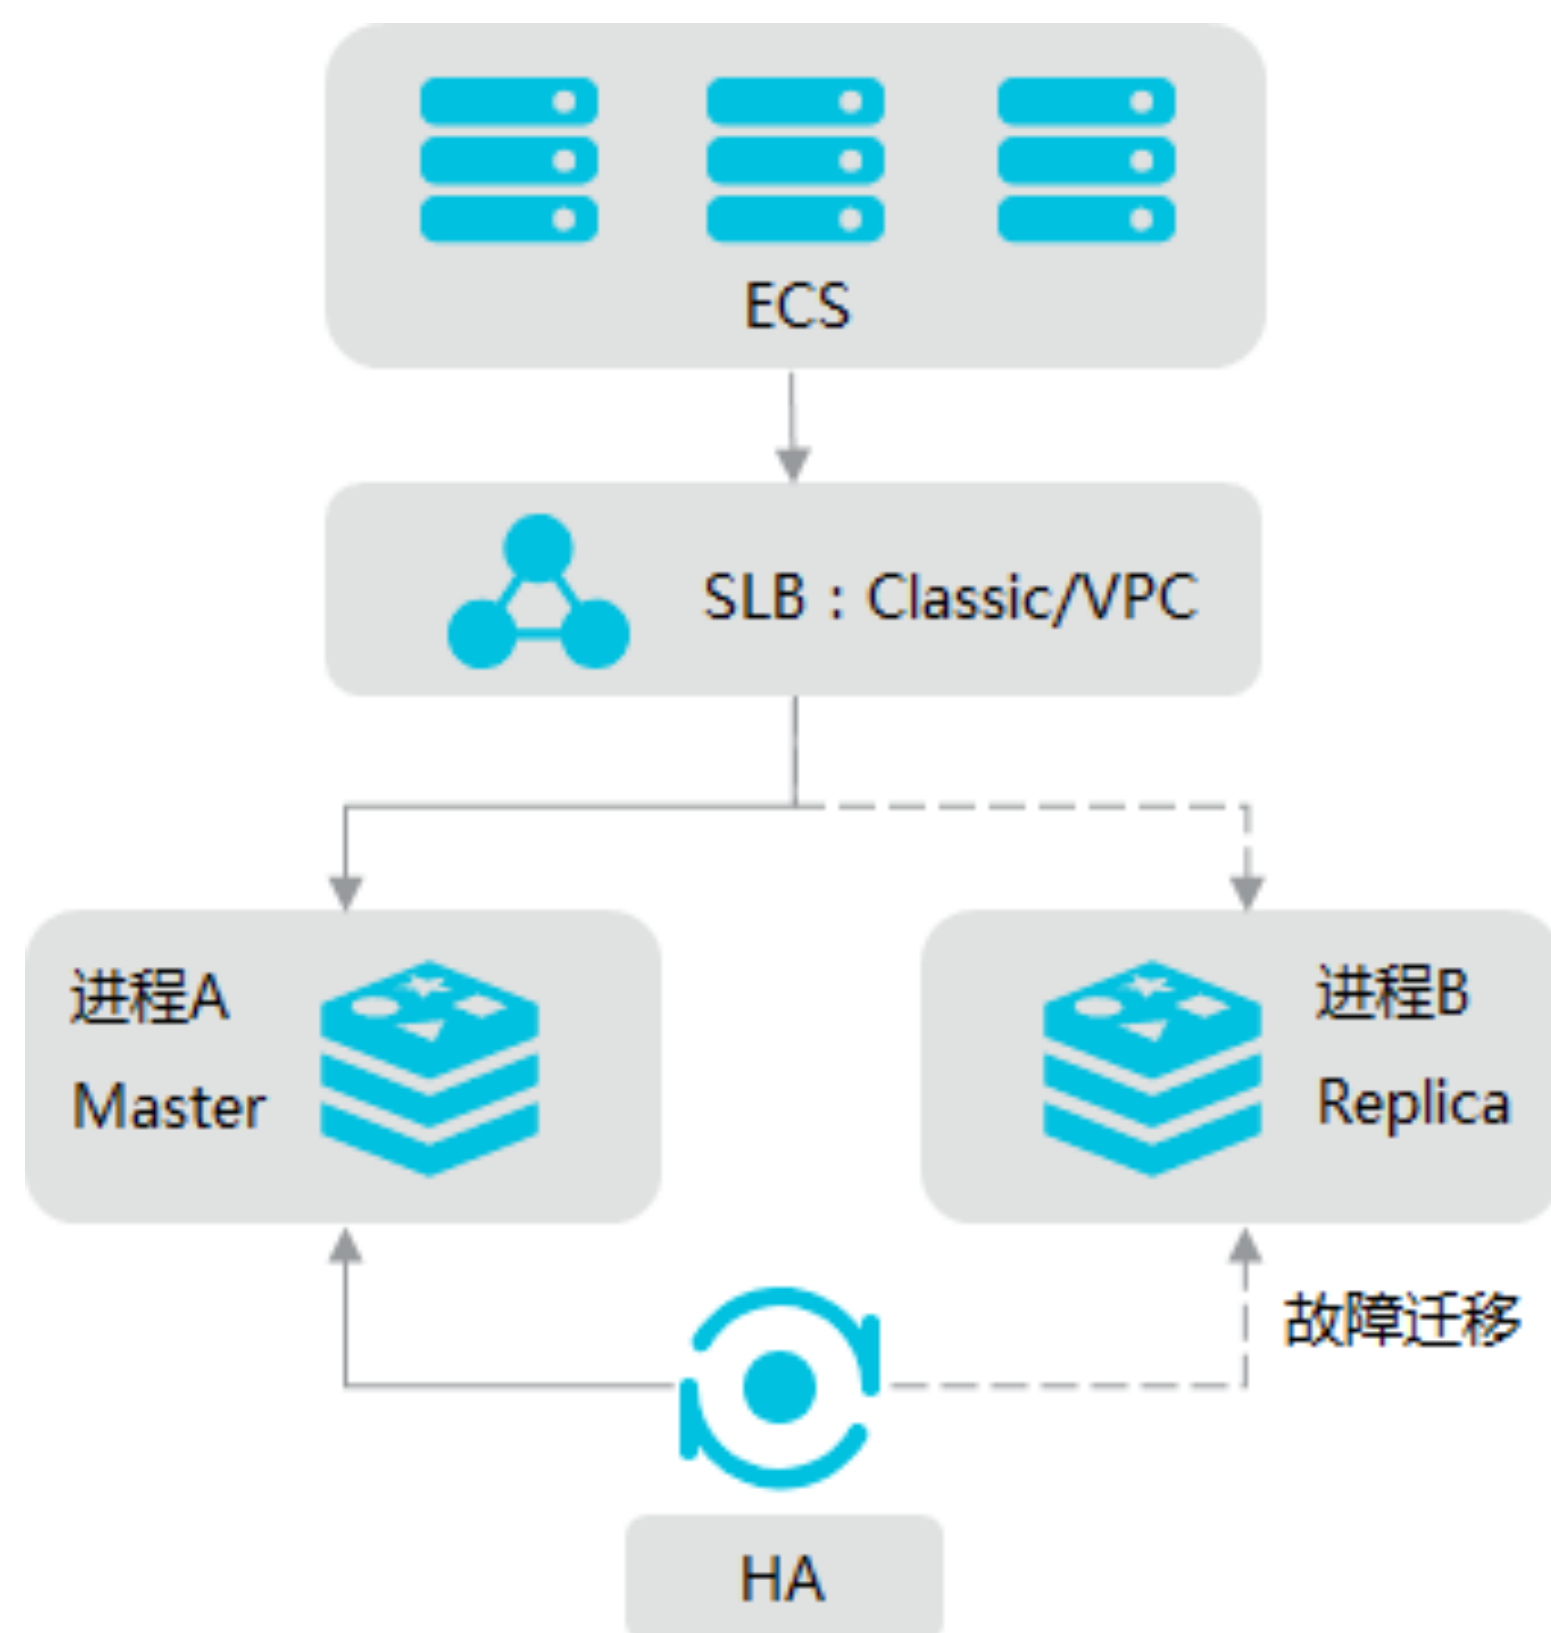 ECS
SLB：Classic/VPC
进程A
Master
进程B
Replica
故障迁移
HA